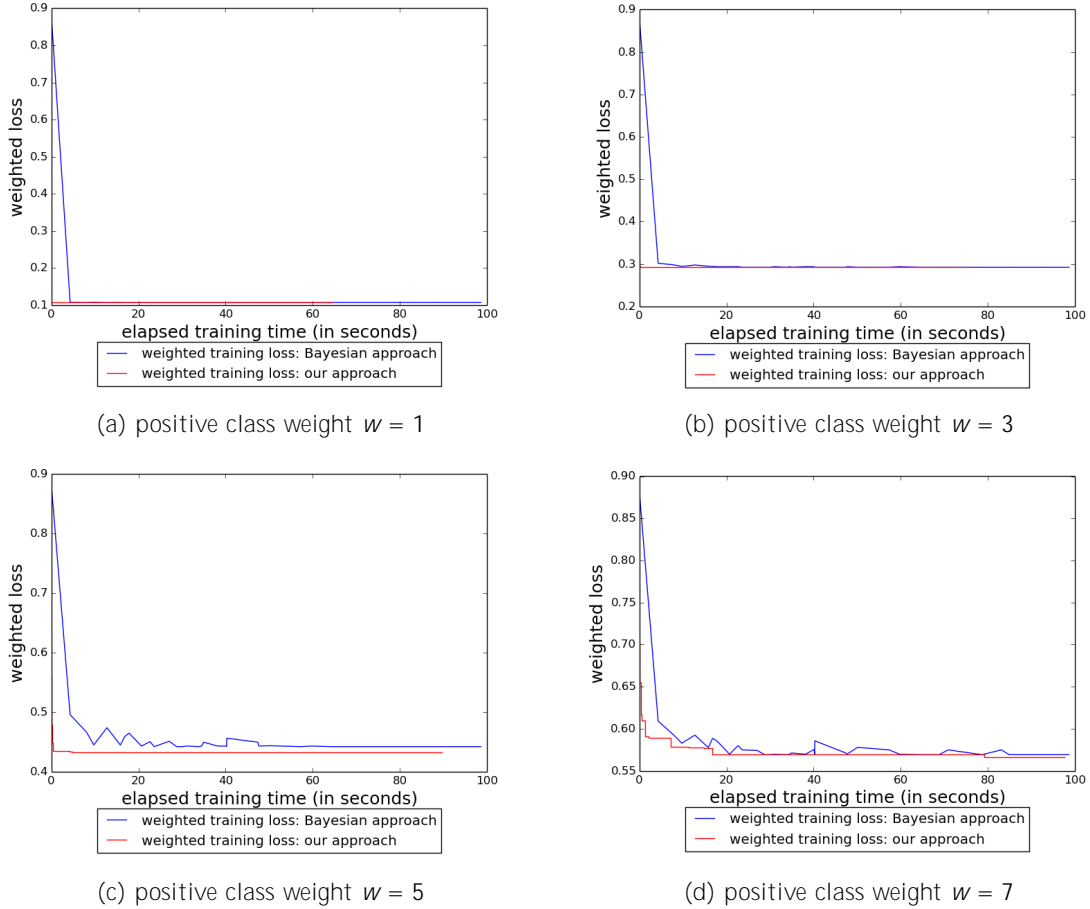 0.9
0.8
0.7
0.6
0.5
0.4
0.3
0.2
0.1
weighted loss
0 20 40 60 80 100
elapsed training time (in seconds)
weighted training loss: Bayesian approach
weighted training loss: our approach
(a) positive class weight w = 1
0.9
0.8
0.7
0.6
0.5
0.4
0.3
0.2
weighted loss
0 20 40 60 80 100
elapsed training time (in seconds)
weighted training loss: Bayesian approach
weighted training loss: our approach
(b) positive class weight w = 3
0.9
0.8
0.7
0.6
0.5
0.4
weighted loss
0 20 40 60 80 100
elapsed training time (in seconds)
weighted training loss: Bayesian approach
weighted training loss: our approach
(c) positive class weight w = 5
0.90
0.85
0.80
0.75
0.70
0.65
0.60
0.55
weighted loss
0 20 40 60 80 100
elapsed training time (in seconds)
weighted training loss: Bayesian approach
weighted training loss: our approach
(d) positive class weight w = 7